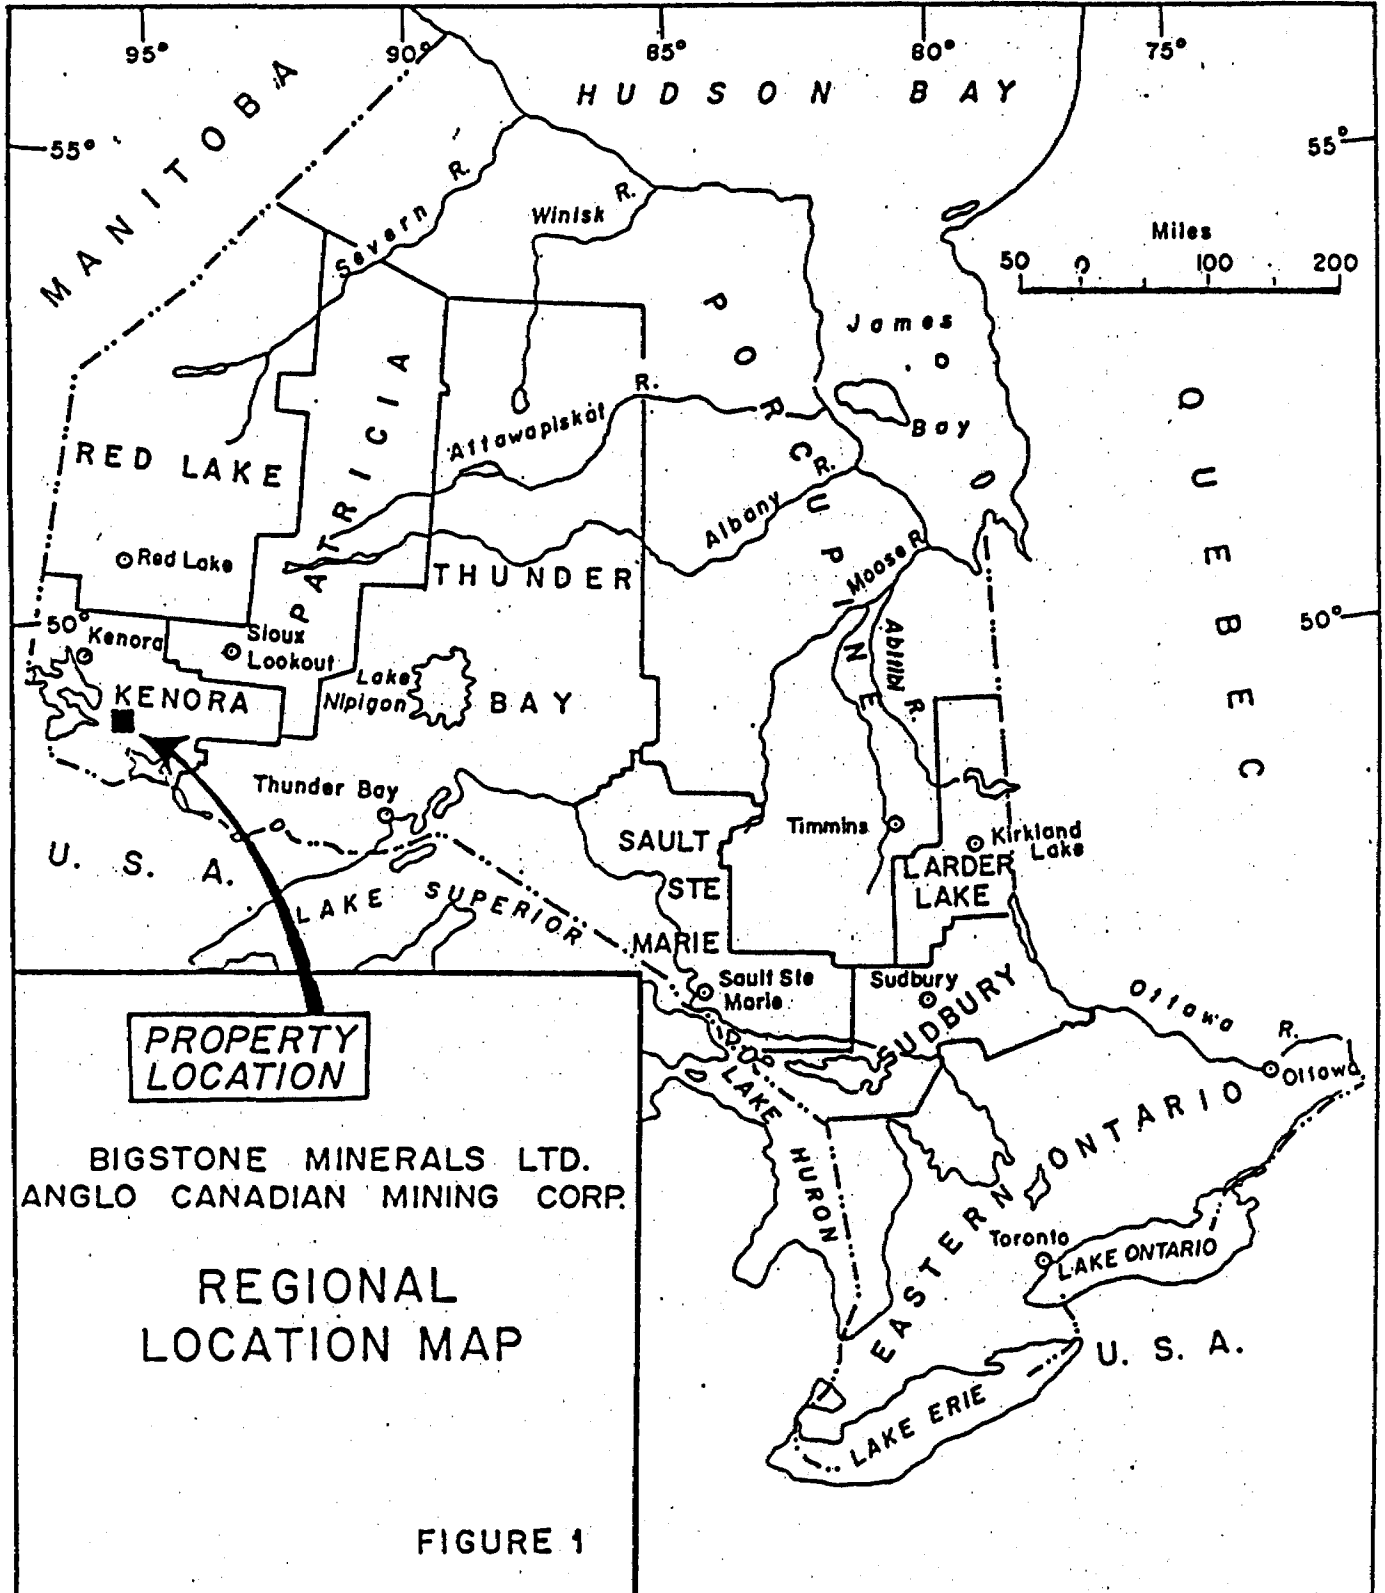 95° 90° 85° 80° 75°
HUDSON BAY
MANITOBA
55° 55°
Severn R.
Winisk R.
Miles
50 0 100 200
James
Bay
QUEBEC
PORCUPINE
PATRICIA
RED LAKE
Attawapiskat R.
Albany R.
Moose R.
Abitibi R.
Red Lake
THUNDER
BAY
50° 50°
Kenora
Sioux
Lookout
Lake
Nipigon
KENORA
Thunder Bay
Timmins
Kirkland
Lake
LARDER
LAKE
SAULT
STE
MARIE
U. S. A.
LAKE SUPERIOR
Sault Ste
Marie
Sudbury
SUDBURY
Ottawa R.
Ottawa
LAKE
HURON
EASTERN ONTARIO
Toronto
LAKE ONTARIO
U. S. A.
LAKE ERIE
PROPERTY
LOCATION
BIGSTONE MINERALS LTD.
ANGLO CANADIAN MINING CORP.
REGIONAL
LOCATION MAP
FIGURE 1